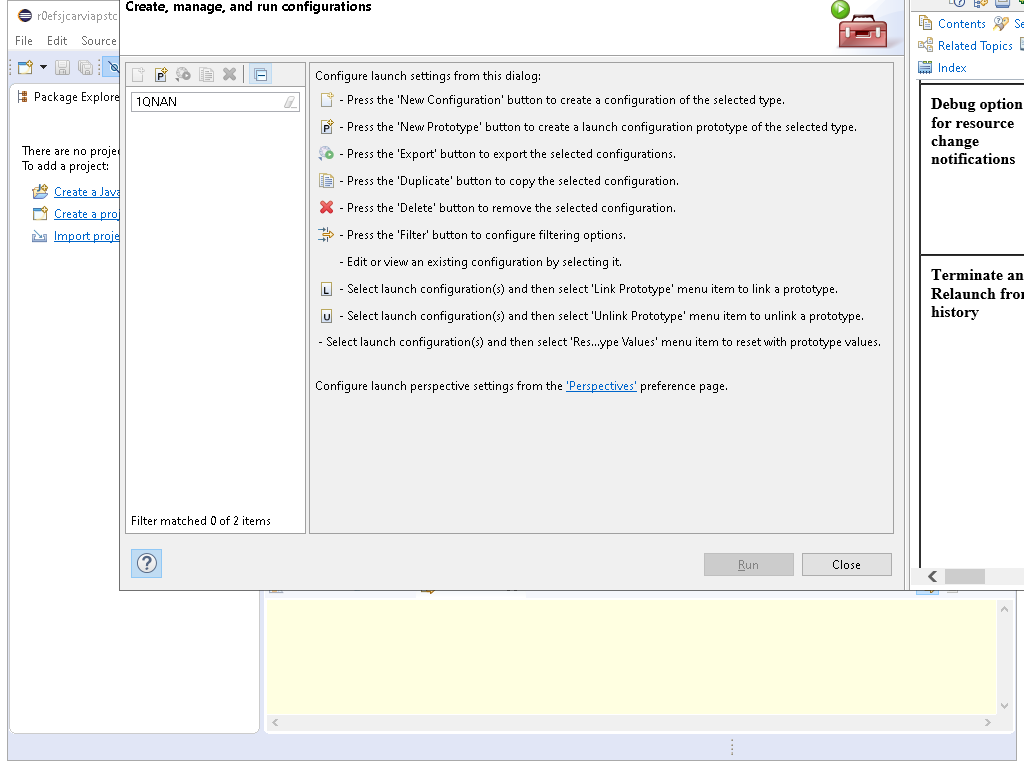 Create, manage, and run configurations
r0efsjcarviapstc
File Edit Source
Package Explore
There are no proje
To add a project:
Create a Java
Create a proj
Import proje
1QNAN
Filter matched 0 of 2 items
Configure launch settings from this dialog:
- Press the 'New Configuration' button to create a configuration of the selected type.
P - Press the 'New Prototype' button to create a launch configuration prototype of the selected type.
- Press the 'Export' button to export the selected configurations.
- Press the 'Duplicate' button to copy the selected configuration.
- Press the 'Delete' button to remove the selected configuration.
- Press the 'Filter' button to configure filtering options.
- Edit or view an existing configuration by selecting it.
L - Select launch configuration(s) and then select 'Link Prototype' menu item to link a prototype.
U - Select launch configuration(s) and then select 'Unlink Prototype' menu item to unlink a prototype.
- Select launch configuration(s) and then select 'Res...ype Values' menu item to reset with prototype values.
Configure launch perspective settings from the 'Perspectives' preference page.
Run Close
Contents Se
Related Topics
Index
Debug option
for resource
change
notifications
Terminate an
Relaunch from
history